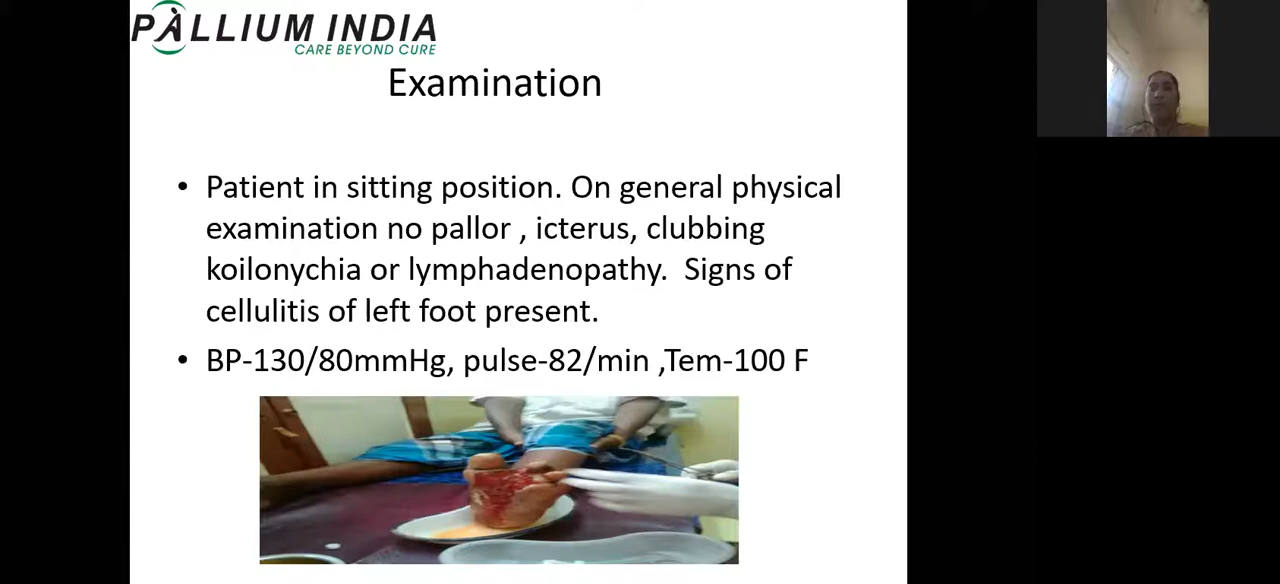 PALLIUM INDIA
CARE BEYOND CURE
Examination
• Patient in sitting position. On general physical
examination no pallor , icterus, clubbing
koilonychia or lymphadenopathy.  Signs of
cellulitis of left foot present.
• BP-130/80mmHg, pulse-82/min ,Tem-100 F